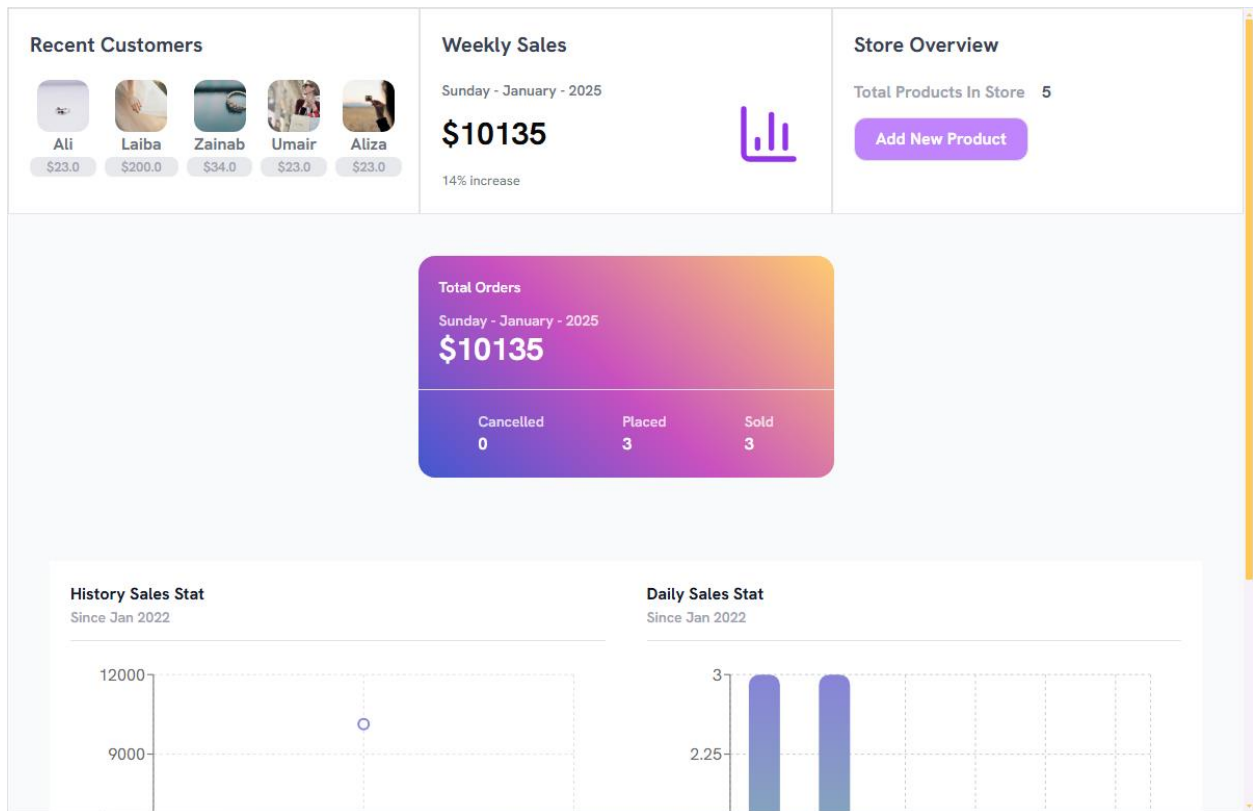 Recent Customers
Ali
Laiba
Zainab
Umair
Aliza
$23.0
$200.0
$34.0
$23.0
$23.0
Weekly Sales
Sunday - January - 2025
$10135
14% increase
Store Overview
Total Products In Store 5
Add New Product
Total Orders
Sunday - January - 2025
$10135
Cancelled
0
Placed
3
Sold
3
History Sales Stat
Since Jan 2022
12000
9000
Daily Sales Stat
Since Jan 2022
3
2.25